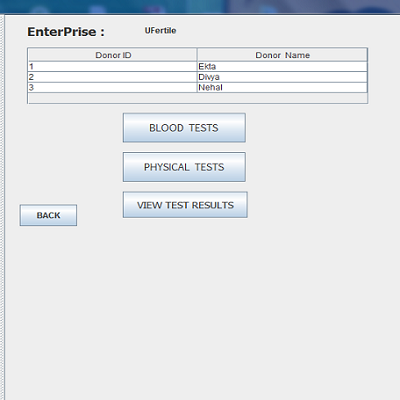 EnterPrise : UFertile
Donor ID Donor Name
1 Ekta
2 Divya
3 Nehal
BLOOD TESTS
PHYSICAL TESTS
VIEW TEST RESULTS
BACK